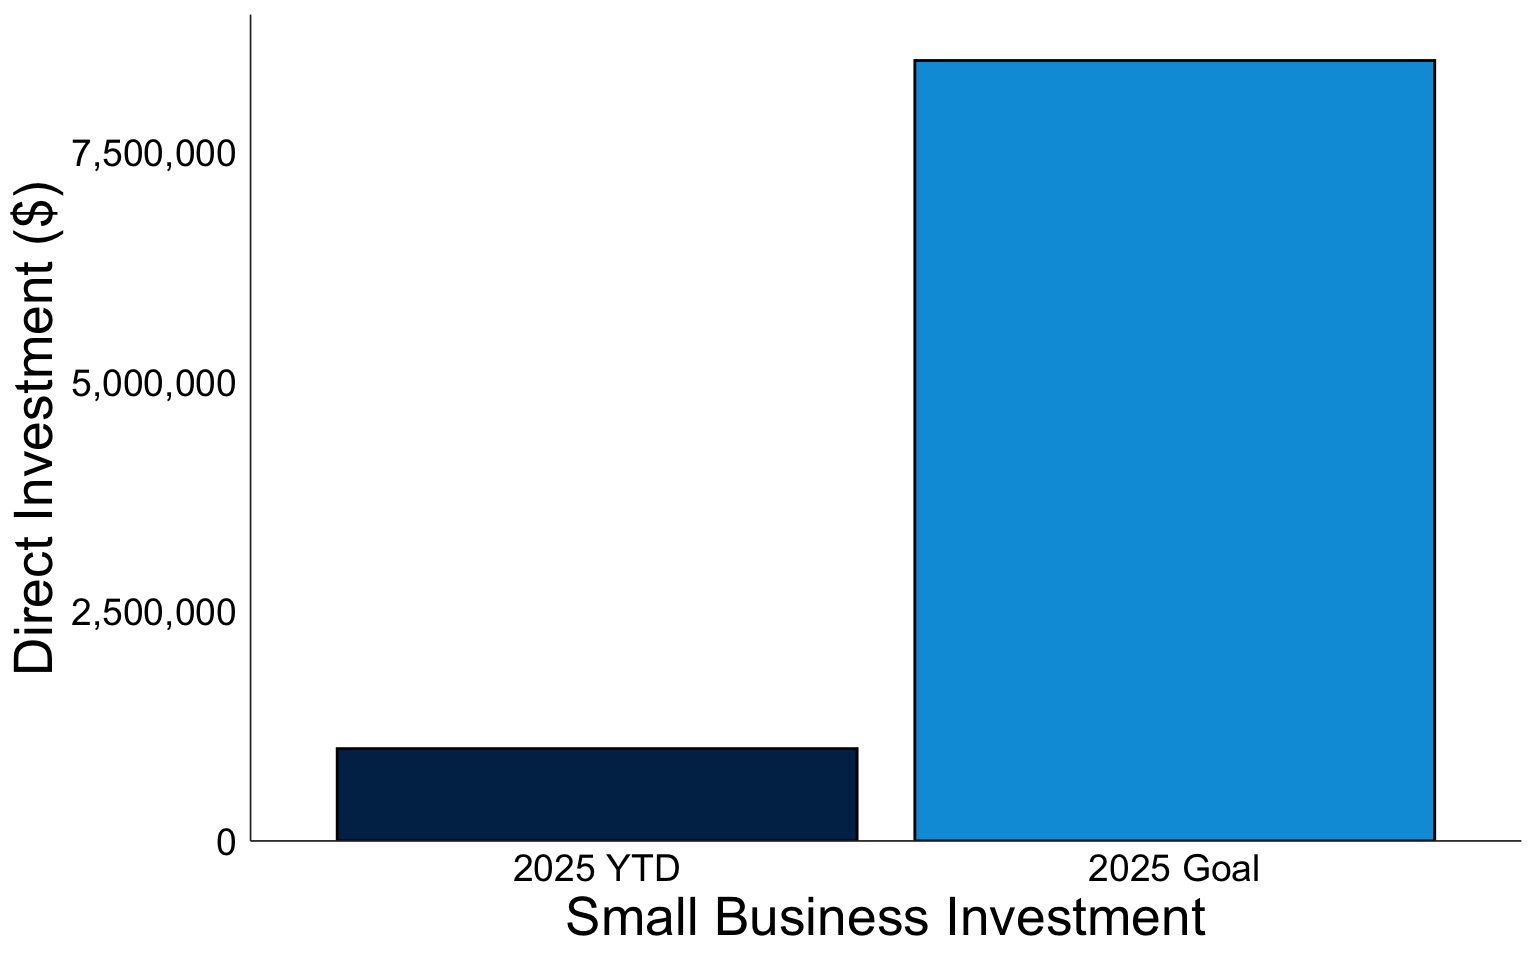 Direct Investment ($)
7,500,000
5,000,000
2,500,000
0
2025 YTD
2025 Goal
Small Business Investment